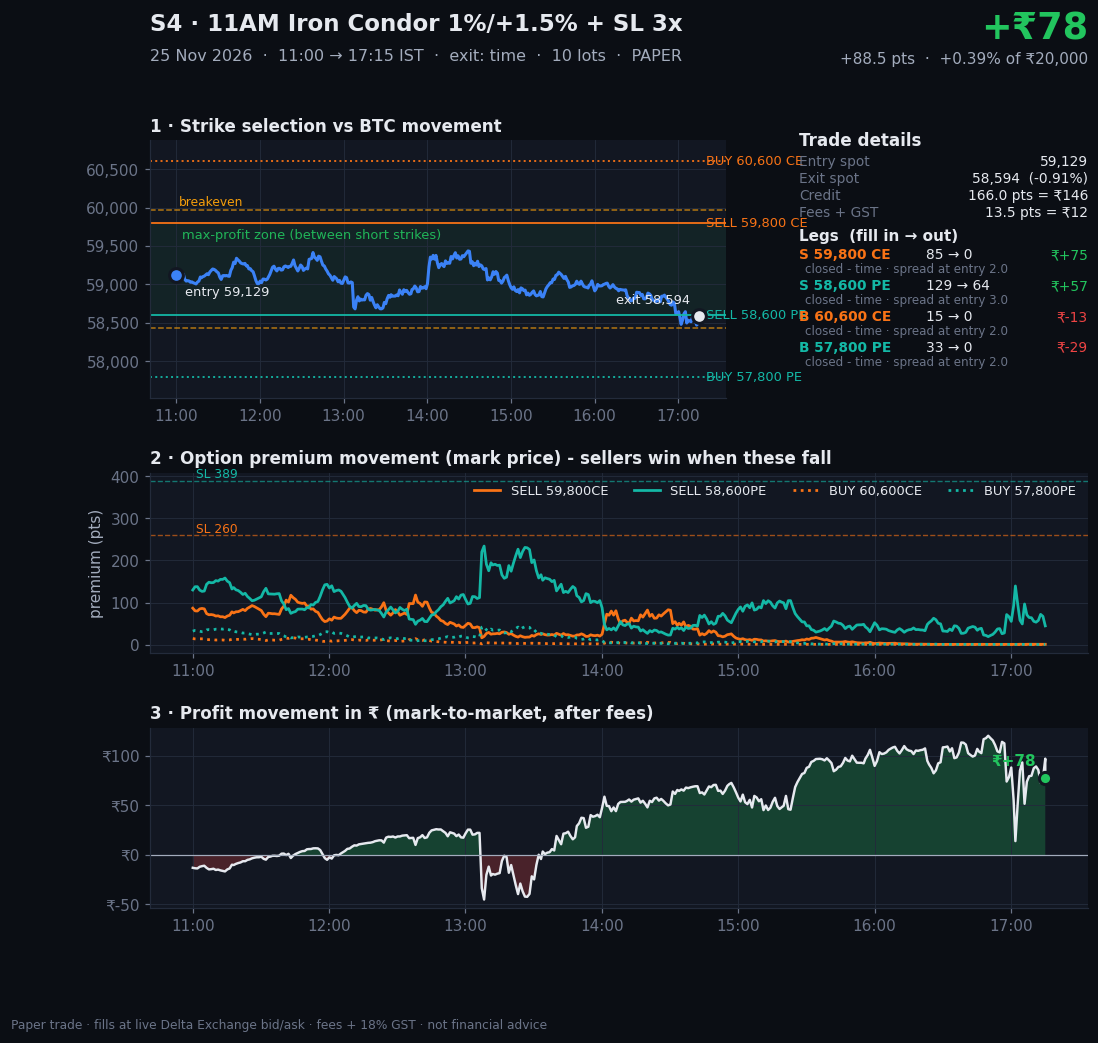 S4 · 11AM Iron Condor 1%/+1.5% + SL 3x
+₹78
25 Nov 2026 · 11:00 → 17:15 IST · exit: time · 10 lots · PAPER
+88.5 pts · +0.39% of ₹20,000
1 · Strike selection vs BTC movement
60,500
60,000
59,500
59,000
58,500
58,000
BUY 60,600 CE
breakeven
SELL 59,800 CE
max-profit zone (between short strikes)
entry 59,129
exit 58,594
SELL 58,600 PE
BUY 57,800 PE
11:00 12:00 13:00 14:00 15:00 16:00 17:00
Trade details
Entry spot 59,129
Exit spot 58,594 (-0.91%)
Credit 166.0 pts = ₹146
Fees + GST 13.5 pts = ₹12
Legs (fill in → out)
S 59,800 CE 85 → 0 ₹+75
closed - time · spread at entry 2.0
S 58,600 PE 129 → 64 ₹+57
closed - time · spread at entry 3.0
B 60,600 CE 15 → 0 ₹-13
closed - time · spread at entry 2.0
B 57,800 PE 33 → 0 ₹-29
closed - time · spread at entry 2.0
2 · Option premium movement (mark price) - sellers win when these fall
premium (pts)
400
300
200
100
0
SL 389
SL 260
SELL 59,800CE SELL 58,600PE BUY 60,600CE BUY 57,800PE
11:00 12:00 13:00 14:00 15:00 16:00 17:00
3 · Profit movement in ₹ (mark-to-market, after fees)
₹100
₹50
₹0
₹-50
₹+78
11:00 12:00 13:00 14:00 15:00 16:00 17:00
Paper trade · fills at live Delta Exchange bid/ask · fees + 18% GST · not financial advice